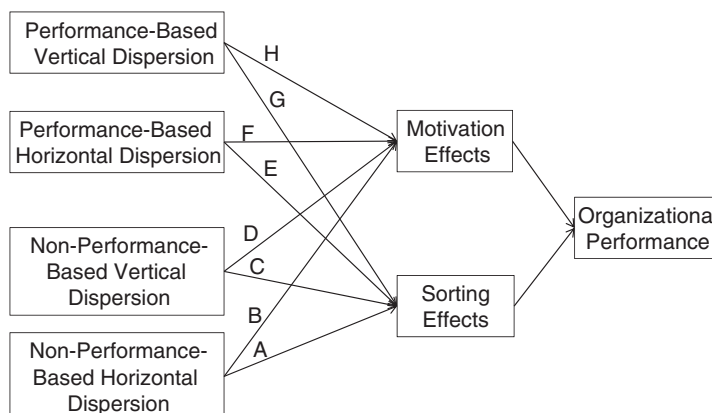 Performance-Based
Vertical Dispersion
Performance-Based
Horizontal Dispersion
Non-Performance-
Based Vertical
Dispersion
Non-Performance-
Based Horizontal
Dispersion
H
G
F
E
D
C
B
A
Motivation
Effects
Sorting
Effects
Organizational
Performance